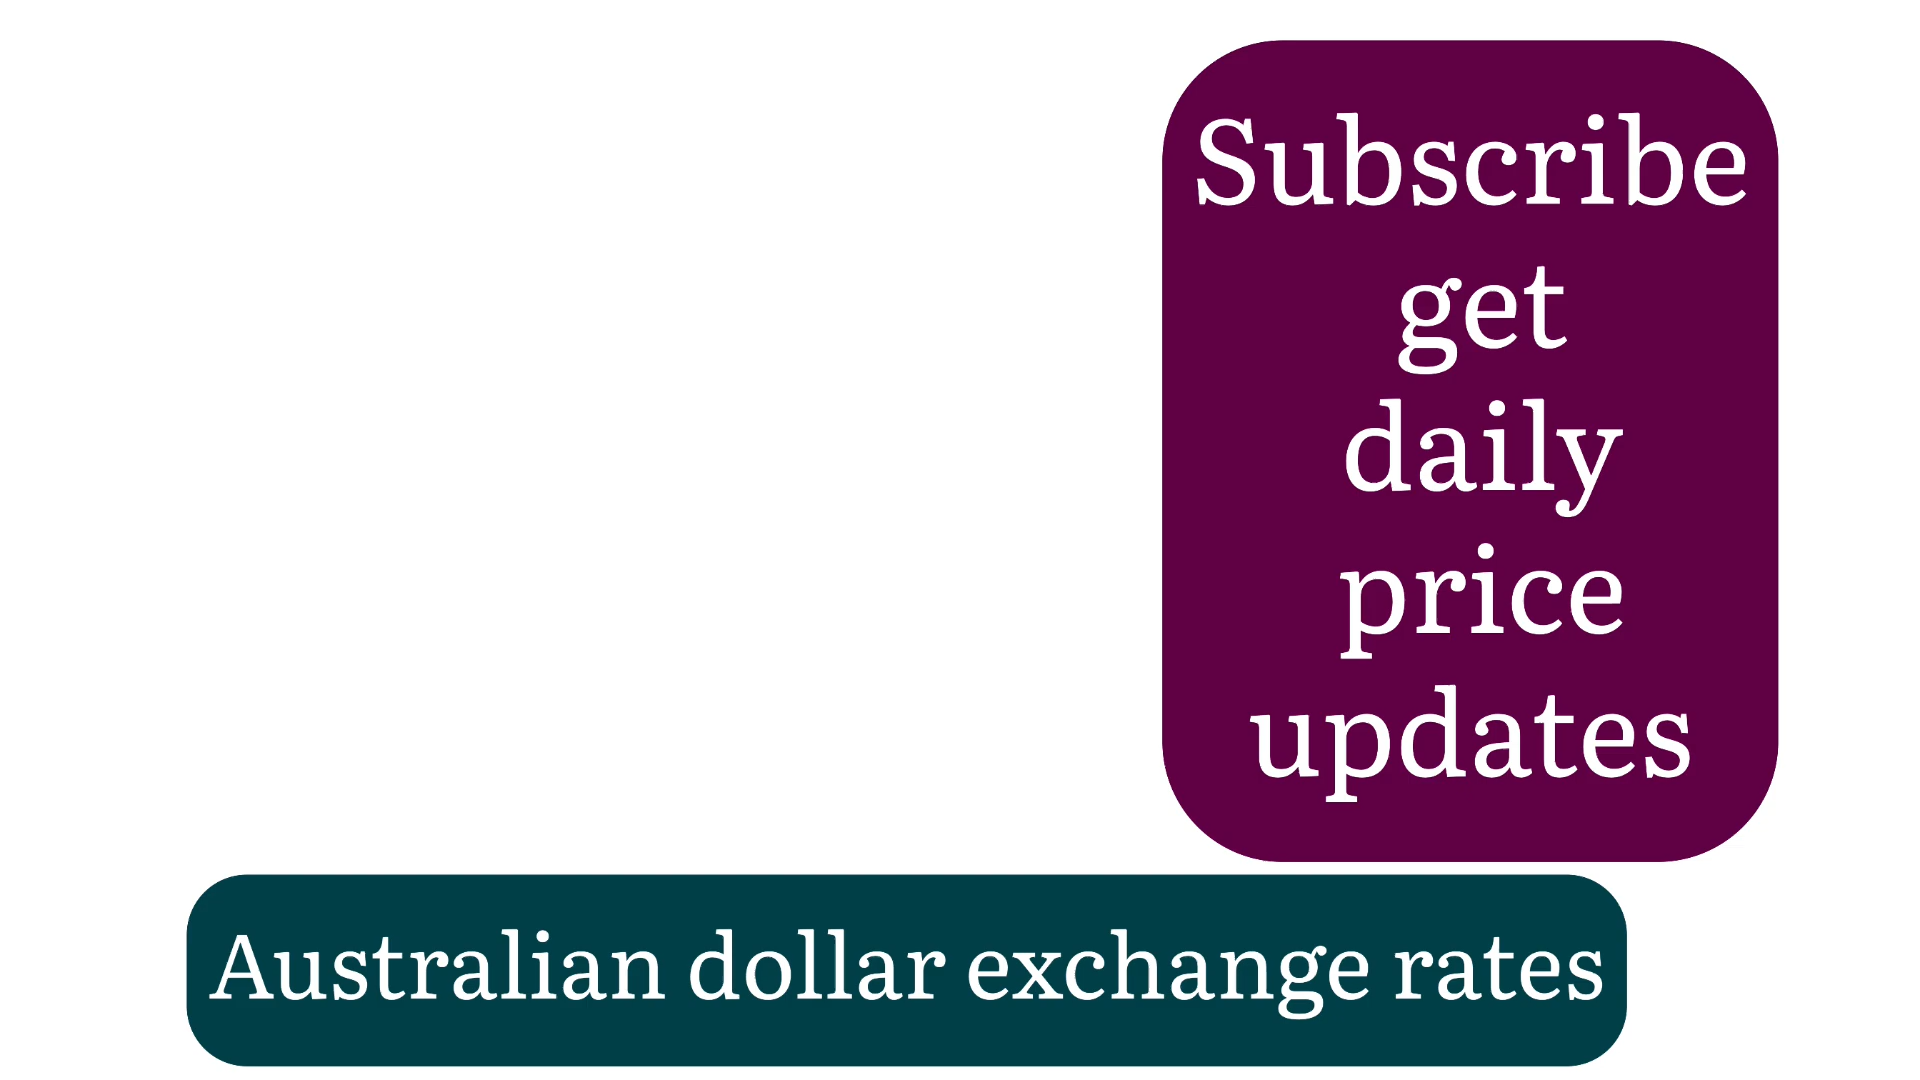 Subscribe
get
daily
price
updates
Australian dollar exchange rates